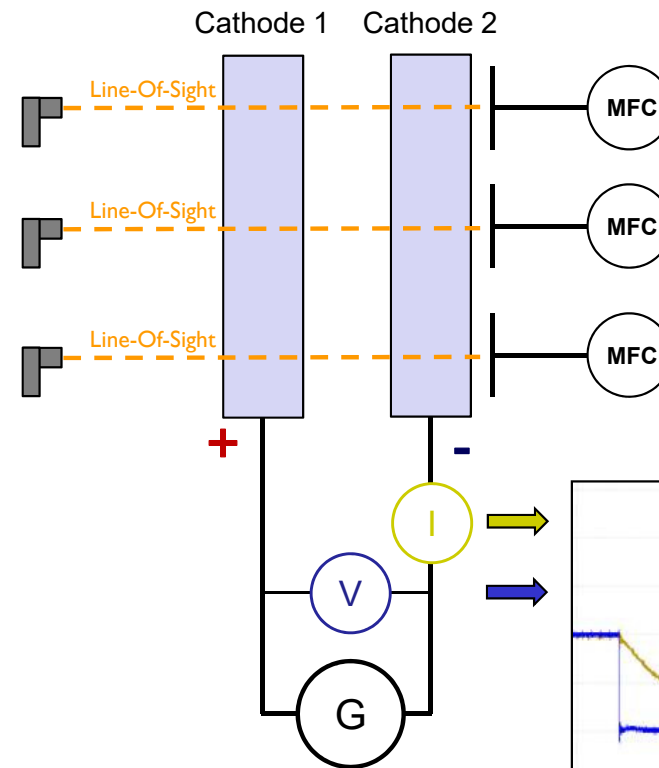 Cathode 1 Cathode 2
Line-Of-Sight
MFC
Line-Of-Sight
MFC
Line-Of-Sight
MFC
+ -
I
V
G